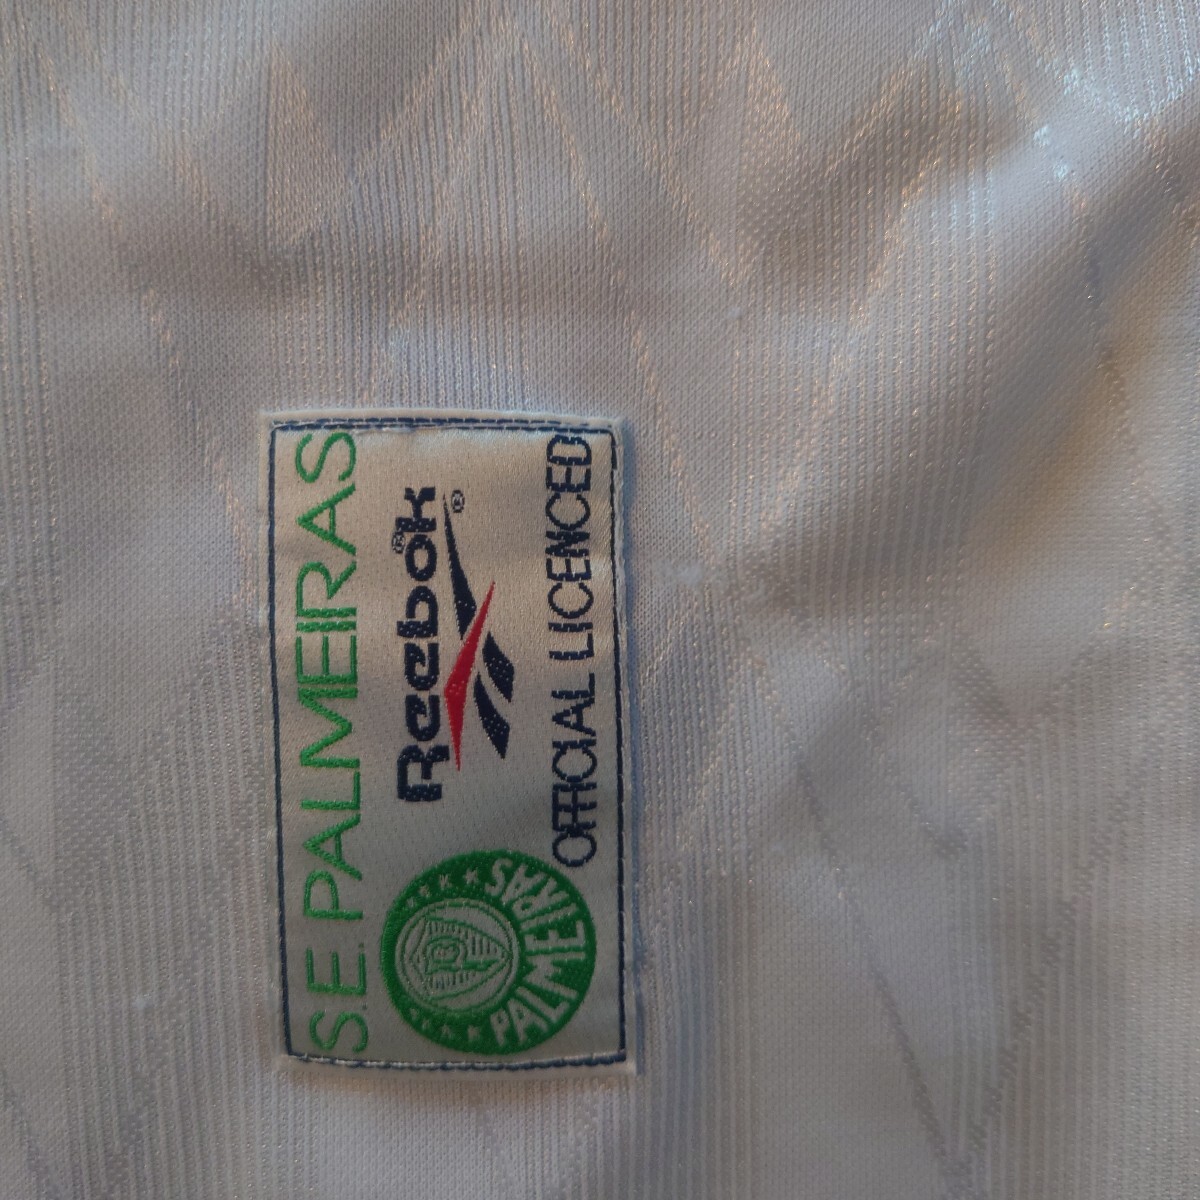 S.E. PALMEIRAS
Reebok®
®
PALMEIRAS
OFFICIAL LICENCED